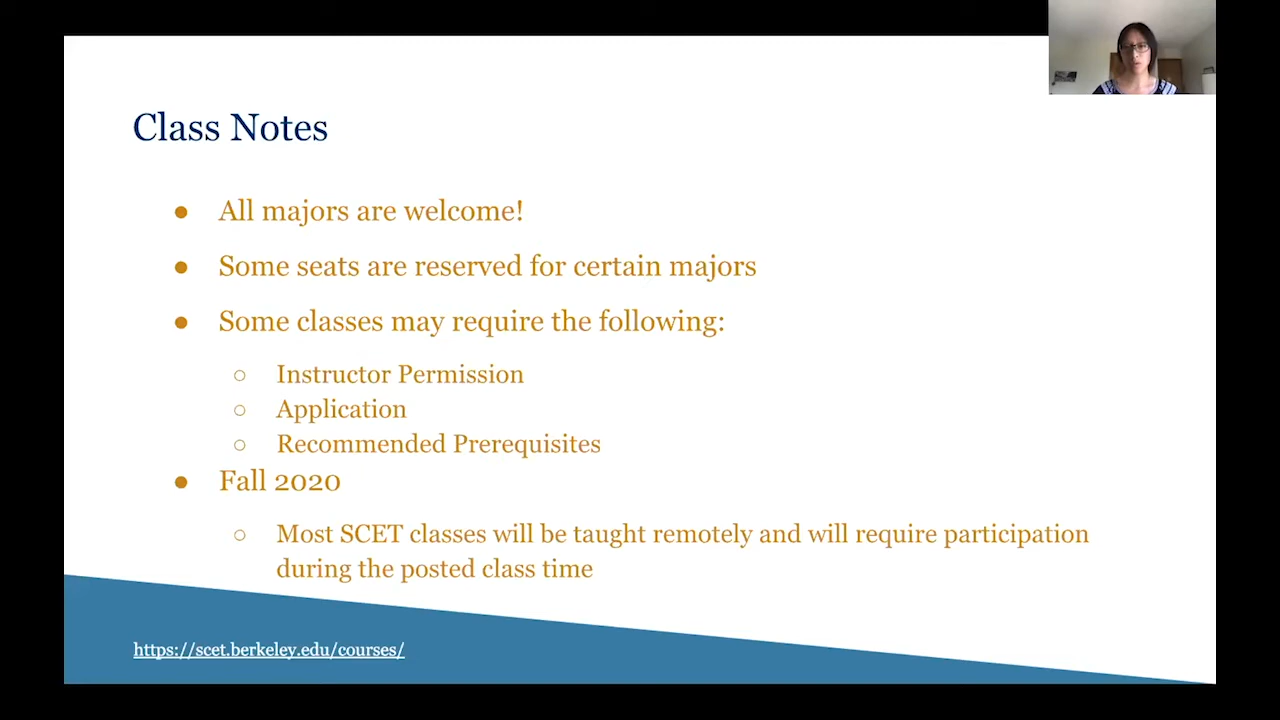 Class Notes
● All majors are welcome!
● Some seats are reserved for certain majors
● Some classes may require the following:
○ Instructor Permission
○ Application
○ Recommended Prerequisites
● Fall 2020
○ Most SCET classes will be taught remotely and will require participation
during the posted class time
https://scet.berkeley.edu/courses/